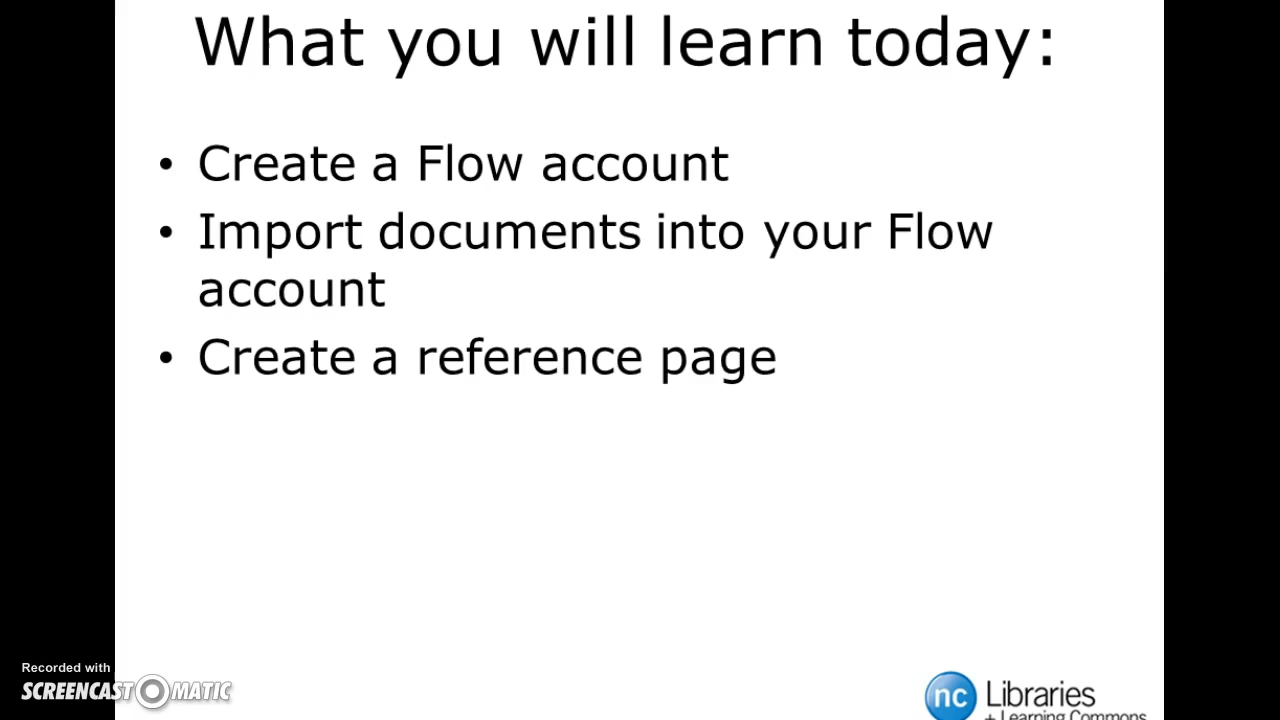 What you will learn today:
• Create a Flow account
• Import documents into your Flow
account
• Create a reference page
Recorded with
SCREENCAST-O-MATIC
nc Libraries
+ Learning Commons